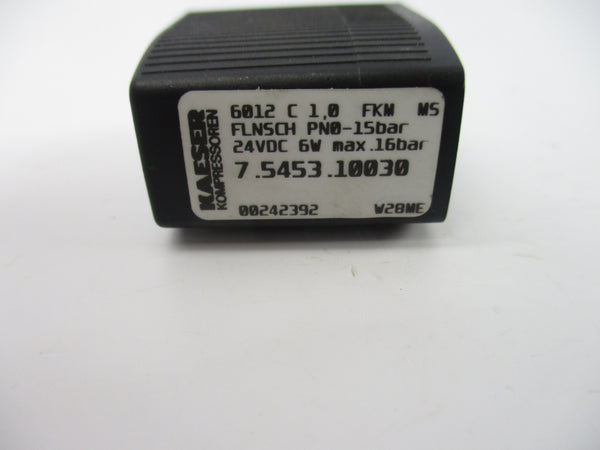 KAESER
KOMPRESSOREN
6012 C 1,0 FKM MS
FLNSCH PN0-15bar
24VDC 6W max.16bar
7.5453.10030
00242392 W28ME